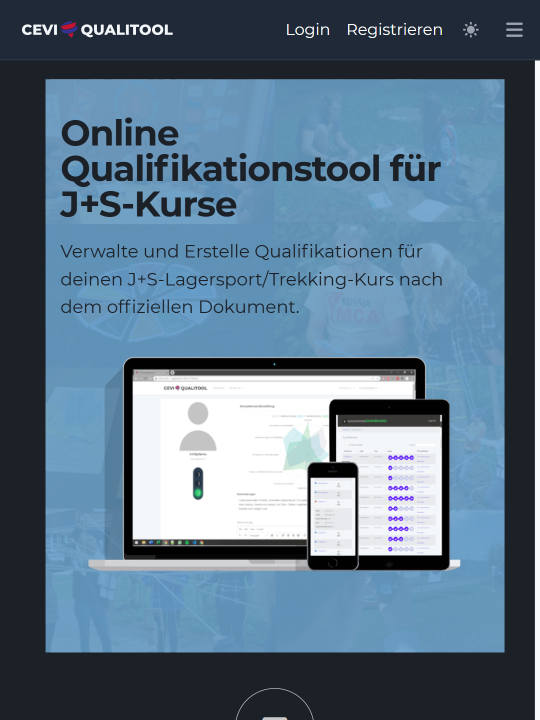 CEVI QUALITOOL
Login Registrieren
Online
Qualifikationstool für
J+S-Kurse
Verwalte und Erstelle Qualifikationen für
deinen J+S-Lagersport/Trekking-Kurs nach
dem offiziellen Dokument.
CEVI QUALITOOL